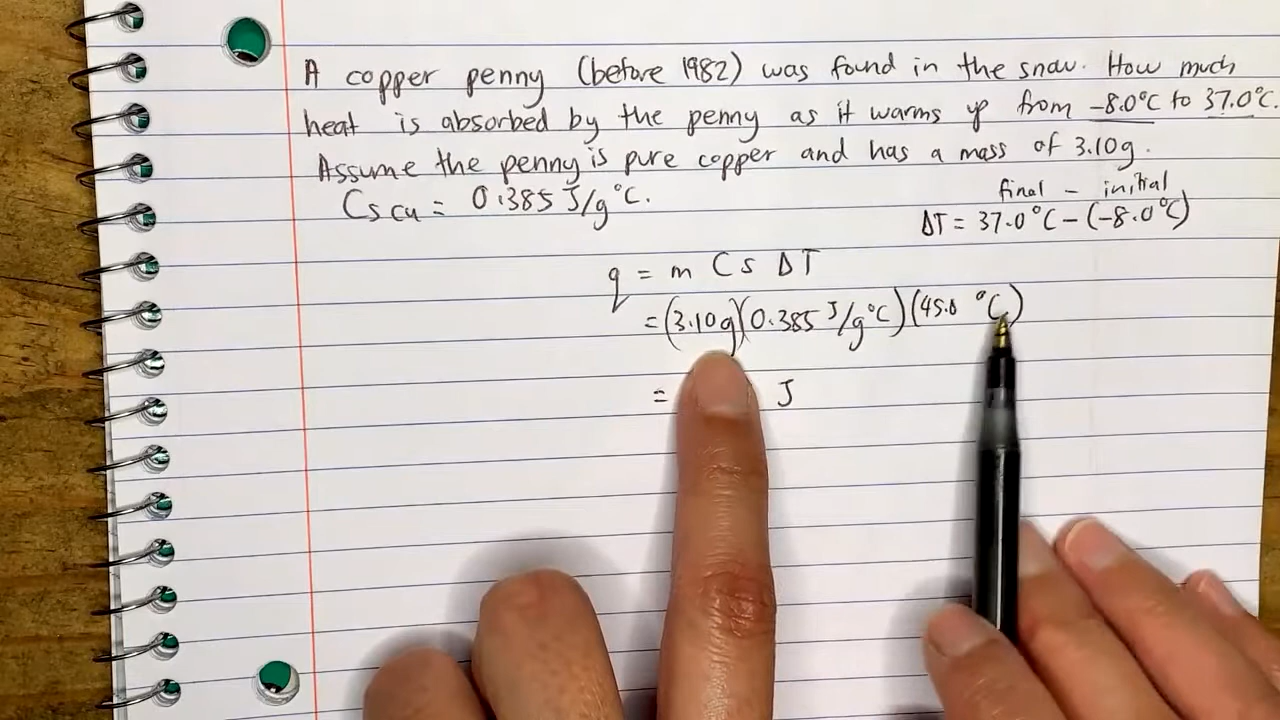 A copper penny (before 1982) was found in the snow. How much
heat is absorbed by the penny as it warms up from -8.0°C to 37.0°C.
Assume the penny is pure copper and has a mass of 3.10g.
Cs Cu = 0.385 J/g°C.
final - initial
ΔT = 37.0°C - (-8.0°C)
q = m Cs ΔT
= (3.10g)(0.385 J/g°C)(45.0 °C)
= J